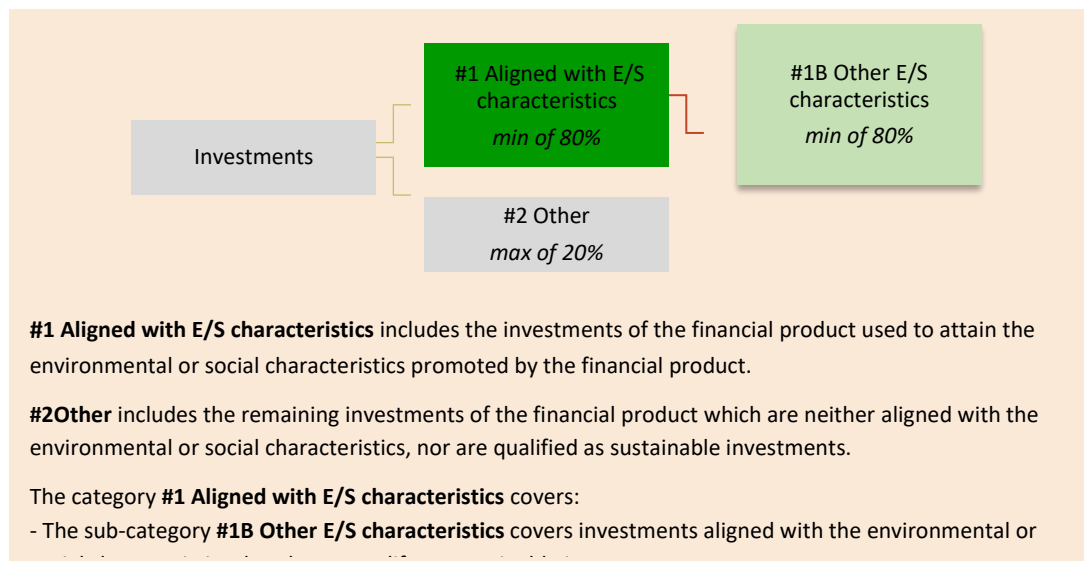 #1 Aligned with E/S
characteristics
min of 80%
#1B Other E/S
characteristics
min of 80%
Investments
#2 Other
max of 20%
#1 Aligned with E/S characteristics includes the investments of the financial product used to attain the
environmental or social characteristics promoted by the financial product.
#2Other includes the remaining investments of the financial product which are neither aligned with the
environmental or social characteristics, nor are qualified as sustainable investments.
The category #1 Aligned with E/S characteristics covers:
- The sub-category #1B Other E/S characteristics covers investments aligned with the environmental or